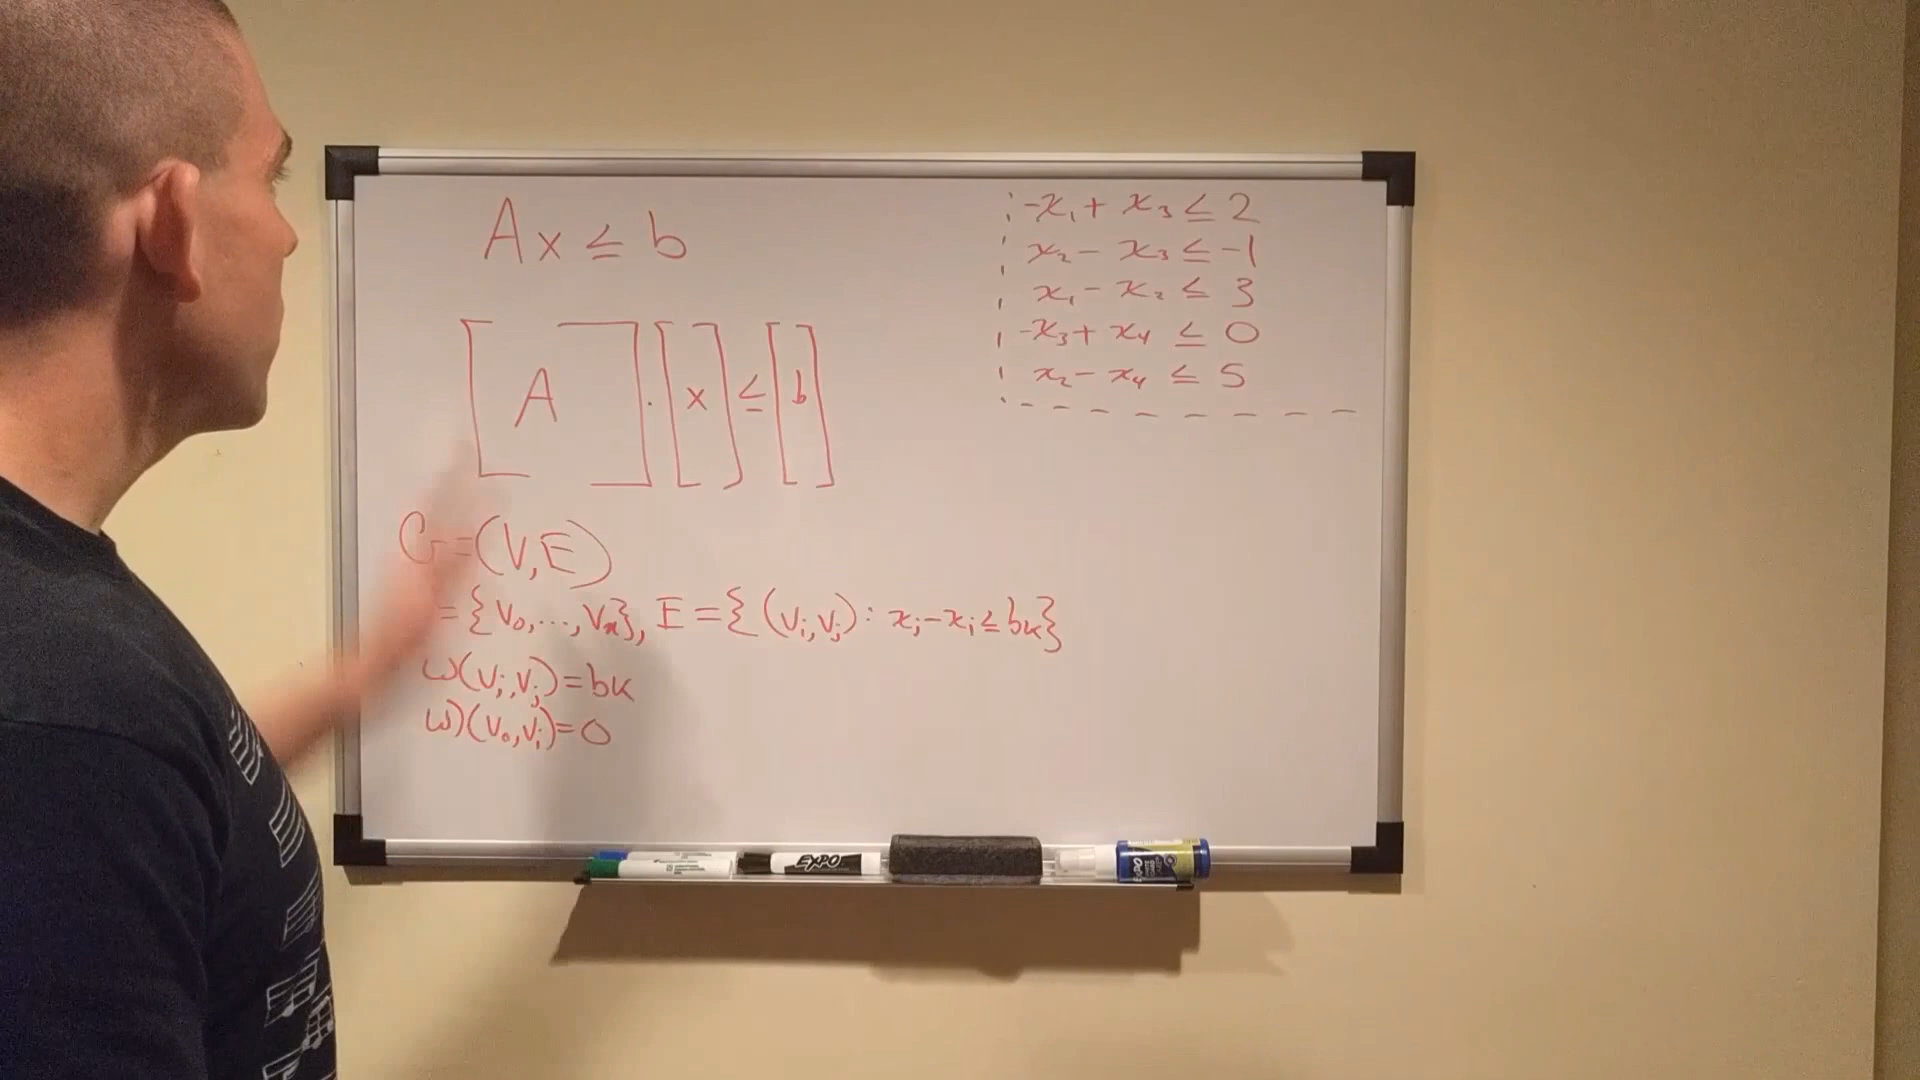 Ax ≤ b
[A] · [x] ≤ [b]
G=(V,E)
= {v₀,...,vₙ}, E = {(vᵢ,vⱼ) : xⱼ-xᵢ ≤ bₖ}
w(vᵢ,vⱼ)=bₖ
w)(v₀,vᵢ)=0
-x₁ + x₃ ≤ 2
x₂ - x₃ ≤ -1
x₁ - x₂ ≤ 3
-x₃ + x₄ ≤ 0
x₂ - x₄ ≤ 5
EXPO
EXPO